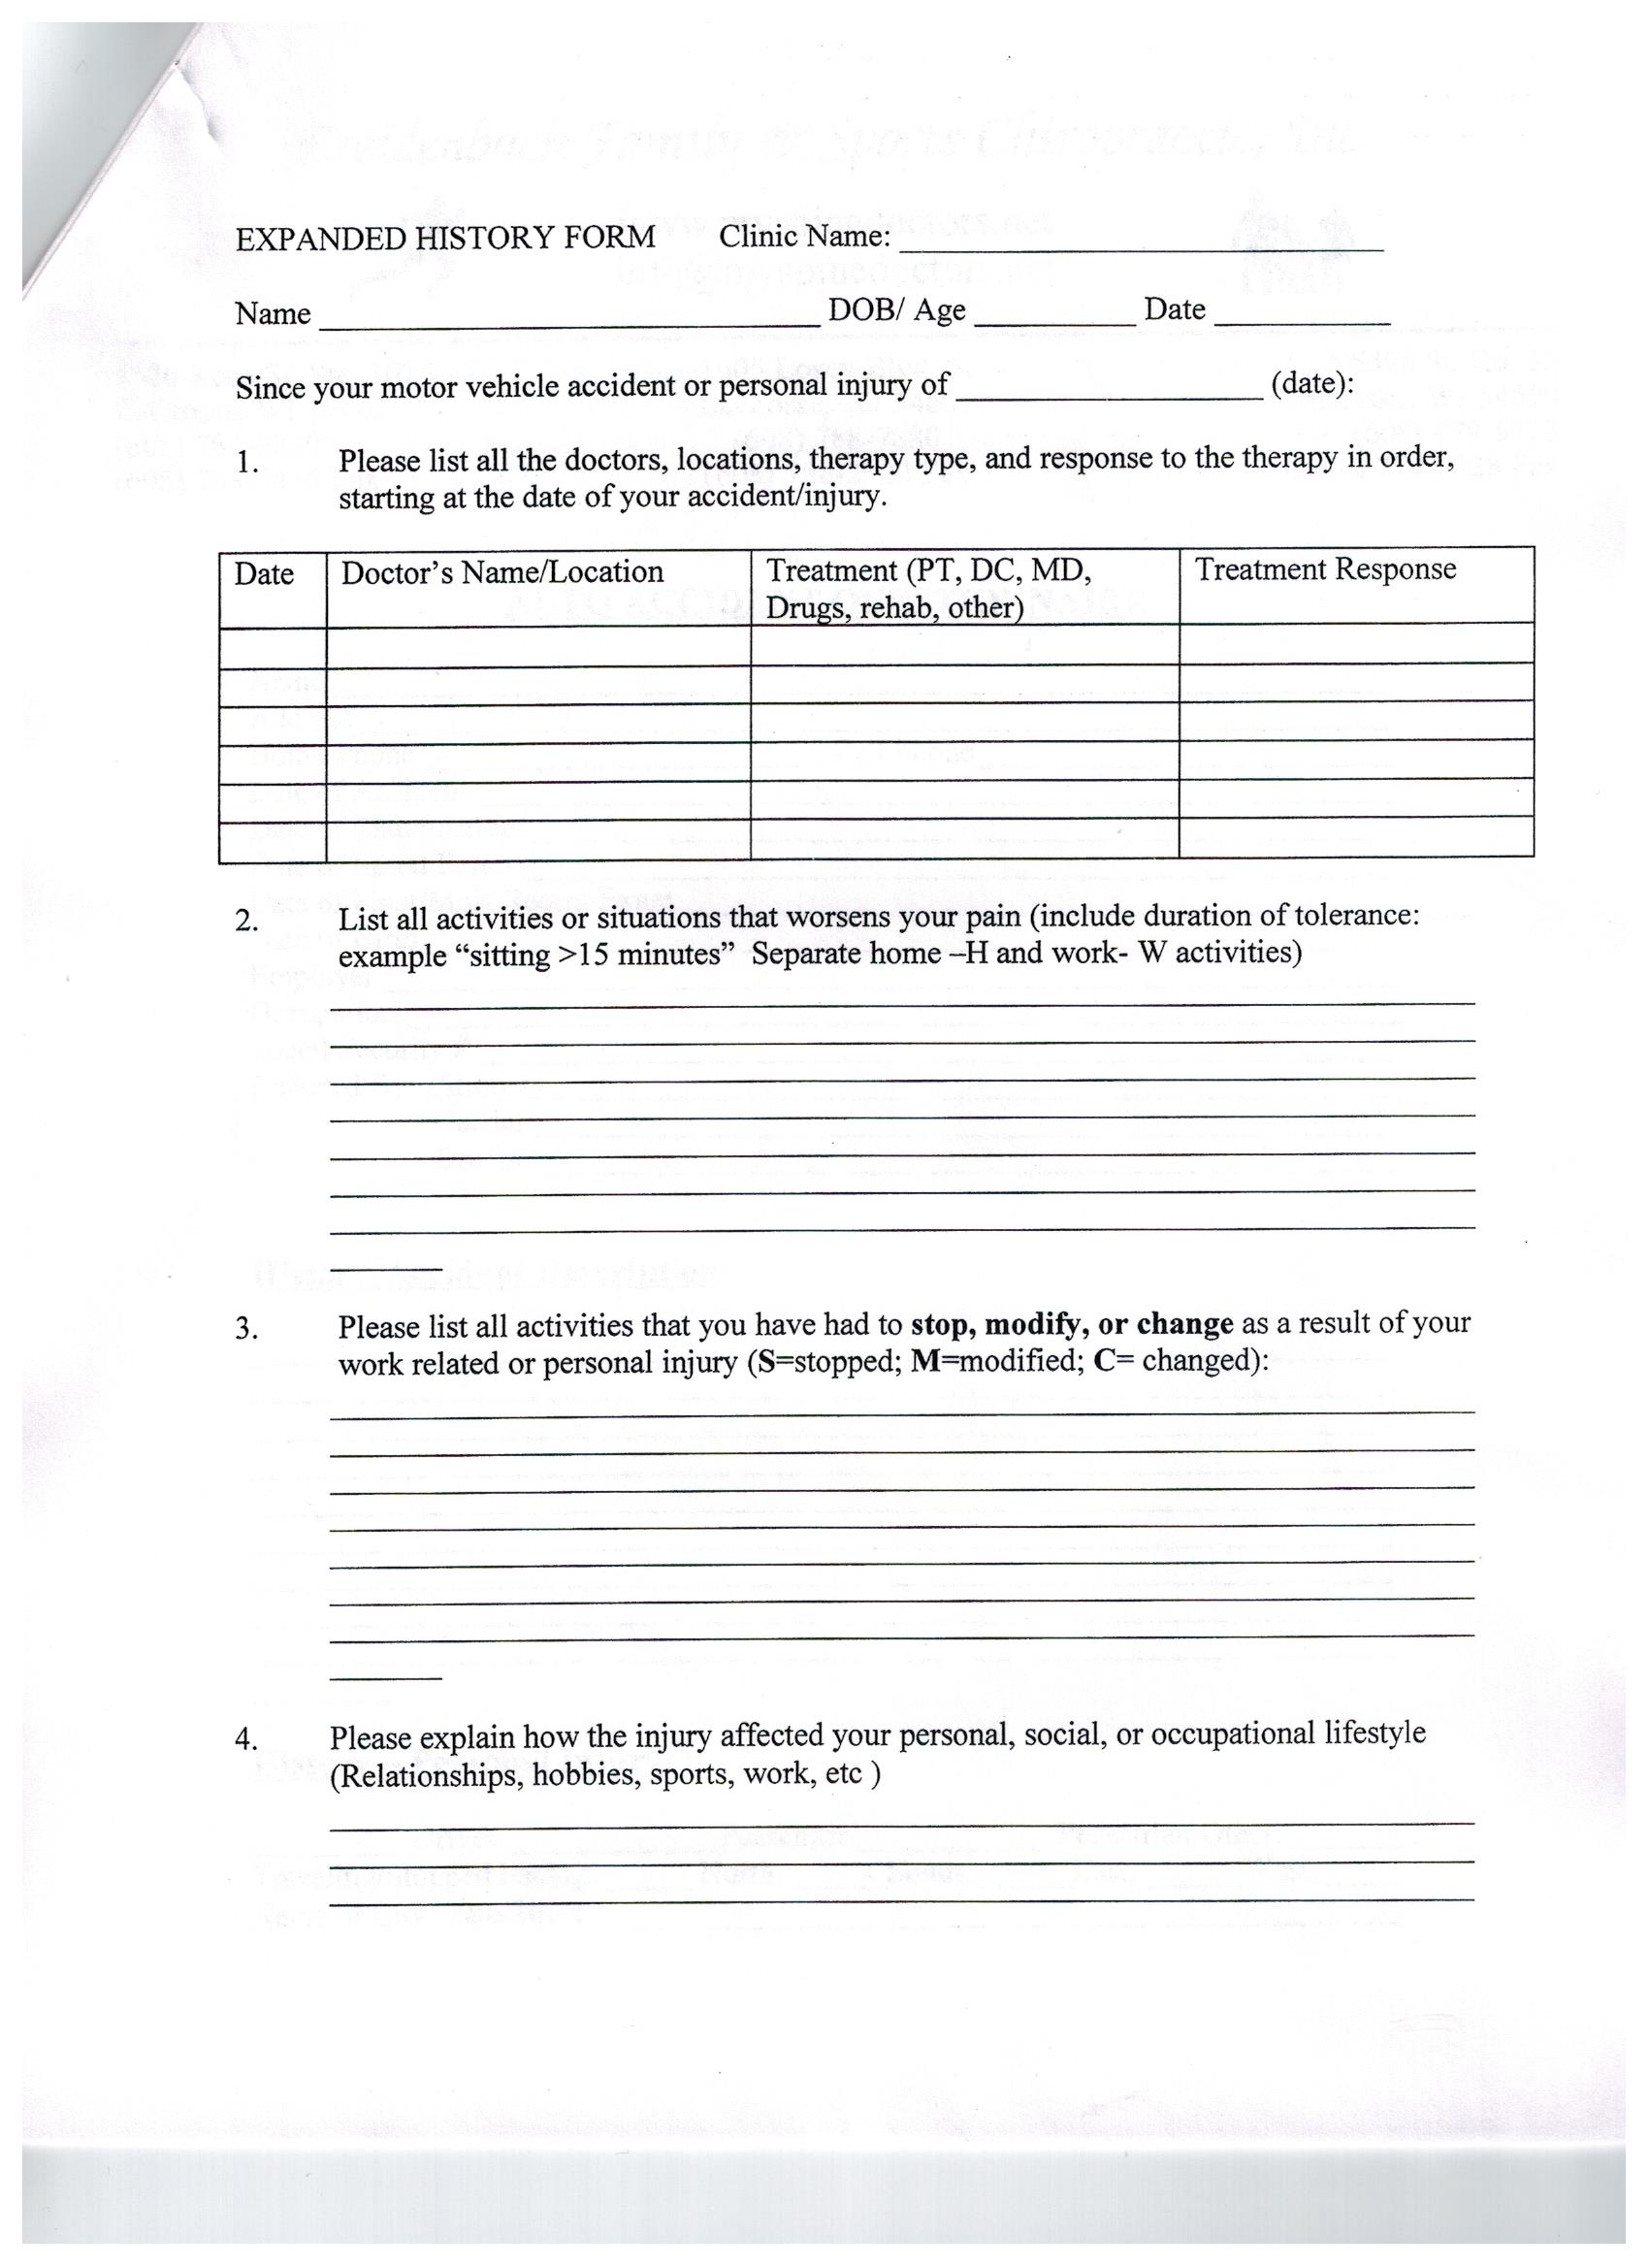 EXPANDED HISTORY FORM Clinic Name: ____________________
Name ____________________ DOB/ Age __________ Date __________
Since your motor vehicle accident or personal injury of ____________________ (date):
1. Please list all the doctors, locations, therapy type, and response to the therapy in order,
starting at the date of your accident/injury.
Date Doctor’s Name/Location Treatment (PT, DC, MD, Treatment Response
Drugs, rehab, other)
2. List all activities or situations that worsens your pain (include duration of tolerance:
example “sitting >15 minutes” Separate home –H and work- W activities)
3. Please list all activities that you have had to stop, modify, or change as a result of your
work related or personal injury (S=stopped; M=modified; C= changed):
4. Please explain how the injury affected your personal, social, or occupational lifestyle
(Relationships, hobbies, sports, work, etc )